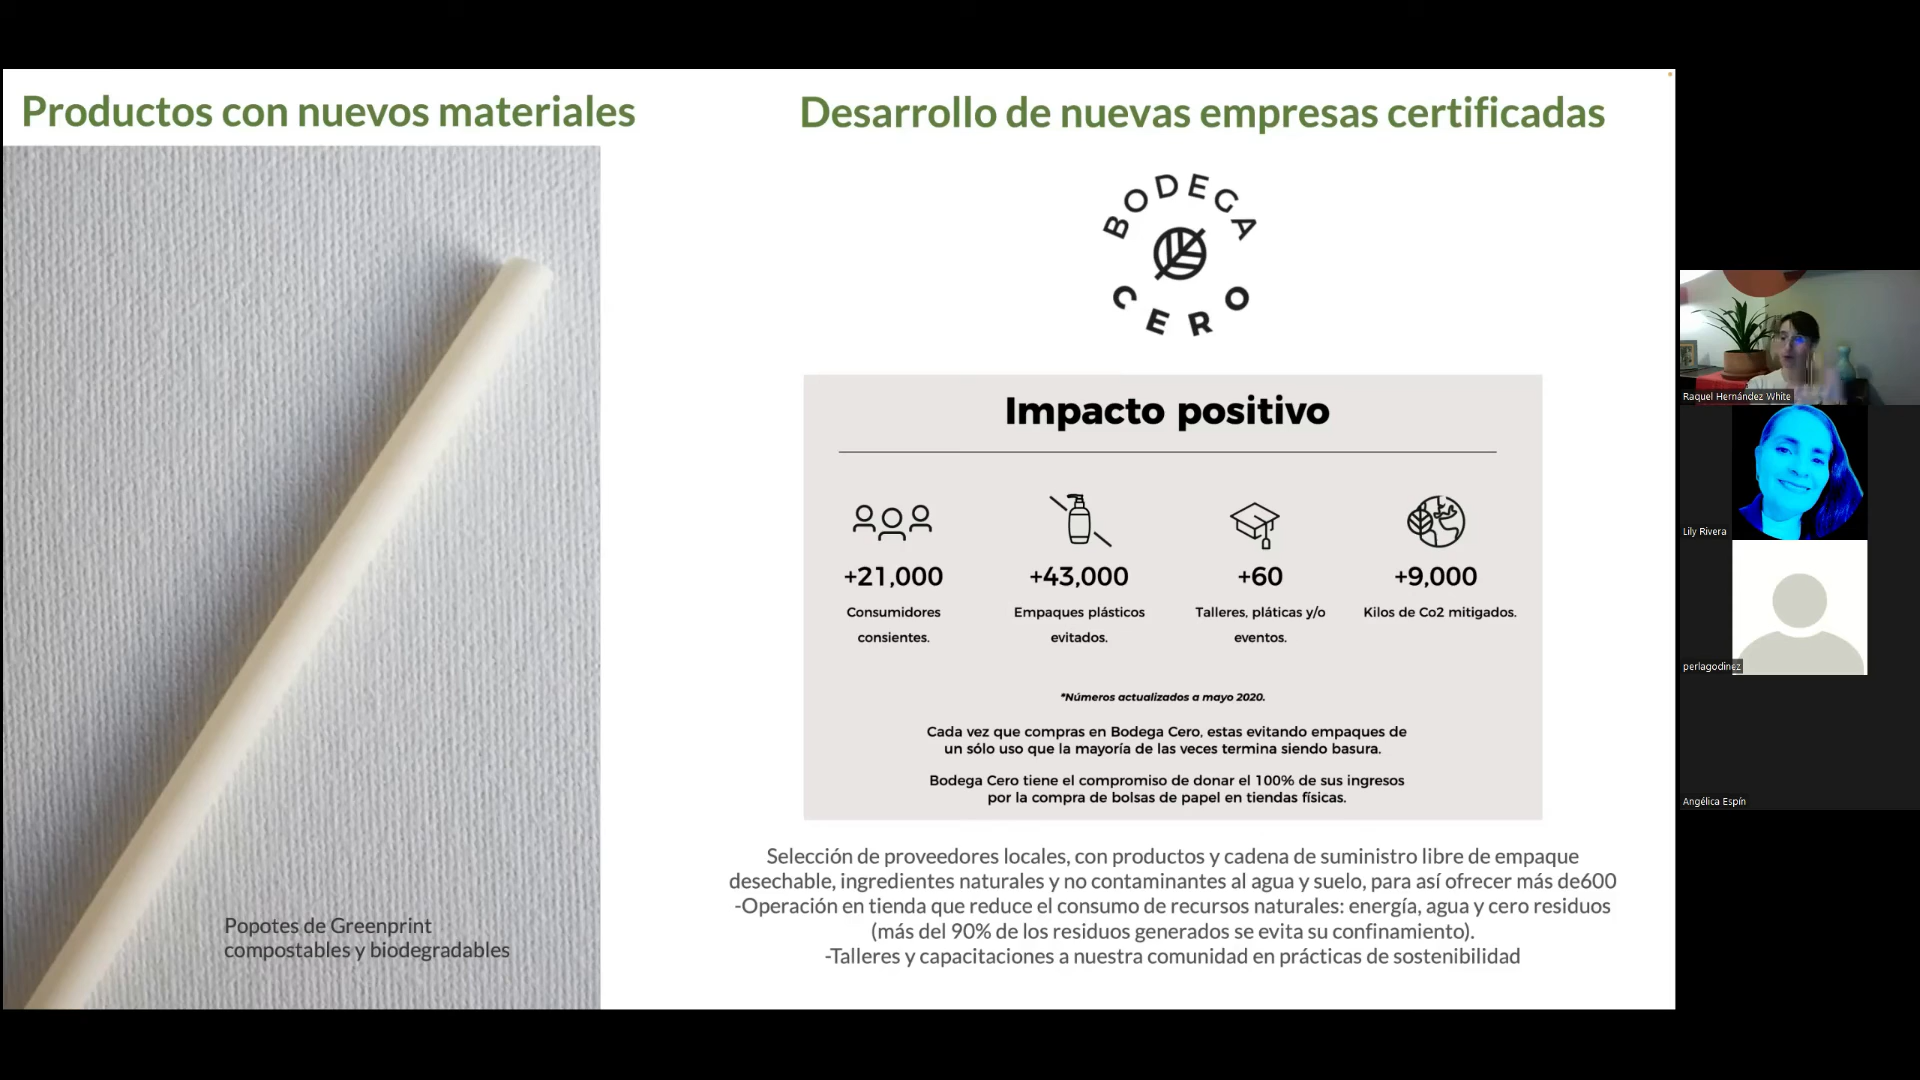 Productos con nuevos materiales
Popotes de Greenprint
compostables y biodegradables
Desarrollo de nuevas empresas certificadas
BODEGA
CERO
Impacto positivo
+21,000
Consumidores
consientes.
+43,000
Empaques plásticos
evitados.
+60
Talleres, pláticas y/o
eventos.
+9,000
Kilos de Co2 mitigados.
*Números actualizados a mayo 2020.
Cada vez que compras en Bodega Cero, estas evitando empaques de
un sólo uso que la mayoría de las veces termina siendo basura.
Bodega Cero tiene el compromiso de donar el 100% de sus ingresos
por la compra de bolsas de papel en tiendas físicas.
Selección de proveedores locales, con productos y cadena de suministro libre de empaque
desechable, ingredientes naturales y no contaminantes al agua y suelo, para así ofrecer más de600
-Operación en tienda que reduce el consumo de recursos naturales: energía, agua y cero residuos
(más del 90% de los residuos generados se evita su confinamiento).
-Talleres y capacitaciones a nuestra comunidad en prácticas de sostenibilidad
Raquel Hernández White
Lily Rivera
perlagodinez
Angélica Espín